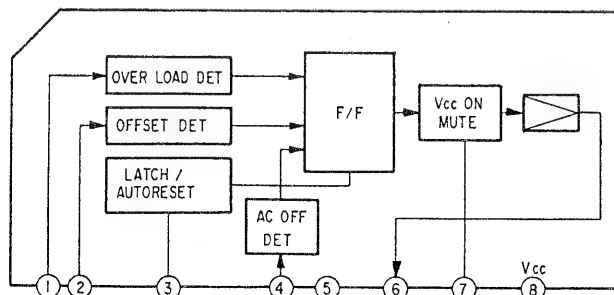 OVER LOAD DET
OFFSET DET
LATCH /
AUTORESET
AC OFF
DET
F/F
Vcc ON
MUTE
Vcc
1 2 3 4 5 6 7 8